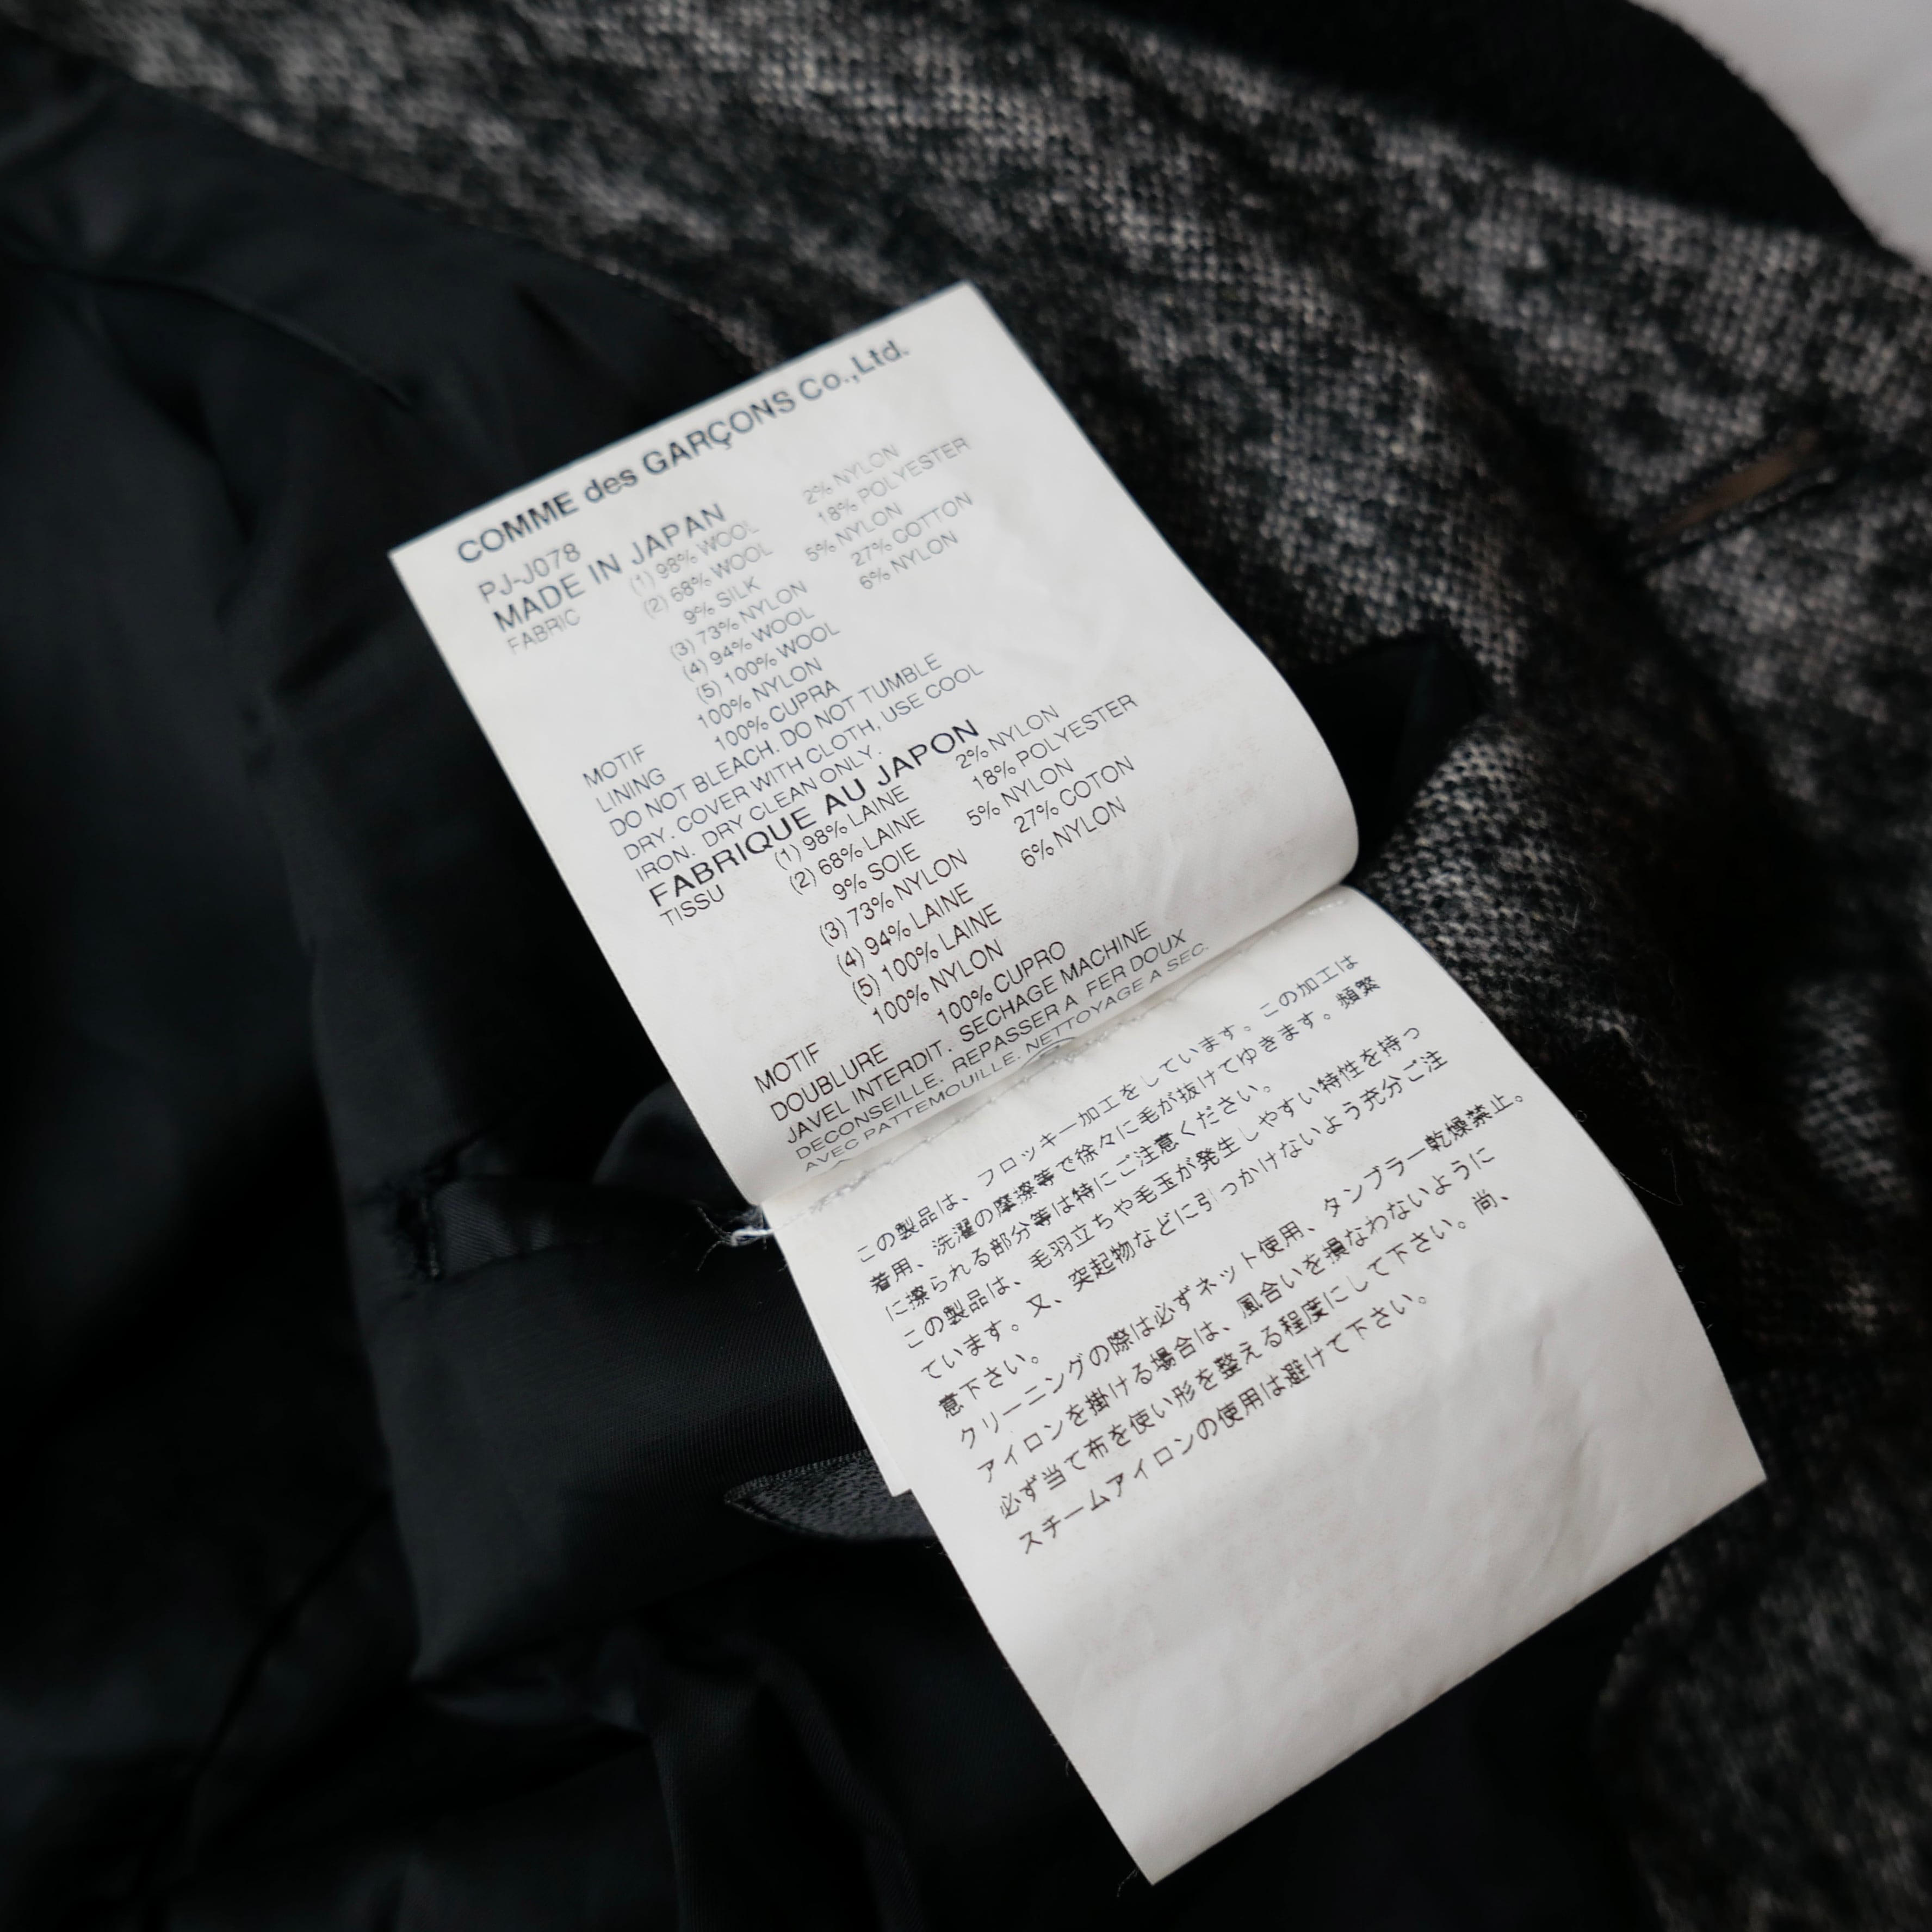 COMME des GARÇONS Co.,Ltd.
PJ-J078
MADE IN JAPAN
FABRIC (1) 98% WOOL 2% NYLON
(2) 68% WOOL 18% POLYESTER
9% SILK 5% NYLON
(3) 73% NYLON 27% COTTON
(4) 94% WOOL 6% NYLON
(5) 100% WOOL
MOTIF 100% NYLON
LINING 100% CUPRA
DO NOT BLEACH. DO NOT TUMBLE
DRY. COVER WITH CLOTH, USE COOL
IRON. DRY CLEAN ONLY.
FABRIQUE AU JAPON
TISSU (1) 98% LAINE 2% NYLON
(2) 68% LAINE 18% POLYESTER
9% SOIE 5% NYLON
(3) 73% NYLON 27% COTON
(4) 94% LAINE 6% NYLON
(5) 100% LAINE
MOTIF 100% NYLON
DOUBLURE 100% CUPRO
JAVEL INTERDIT. SECHAGE MACHINE
DECONSEILLE. REPASSER A FER DOUX
AVEC PATTEMOUILLE. NETTOYAGE A SEC.
この製品は、フロッキー加工をしています。この加工は
着用、洗濯の摩擦等で徐々に毛が抜けてゆきます。頻繁
に擦られる部分等は特にご注意ください。
この製品は、毛羽立ちや毛玉が発生しやすい特性を持っ
ています。又、突起物などに引っかけないよう充分ご注
意下さい。
クリーニングの際は必ずネット使用、タンブラー乾燥禁止。
アイロンを掛ける場合は、風合いを損なわないように
必ず当て布を使い形を整える程度にして下さい。尚、
スチームアイロンの使用は避けて下さい。